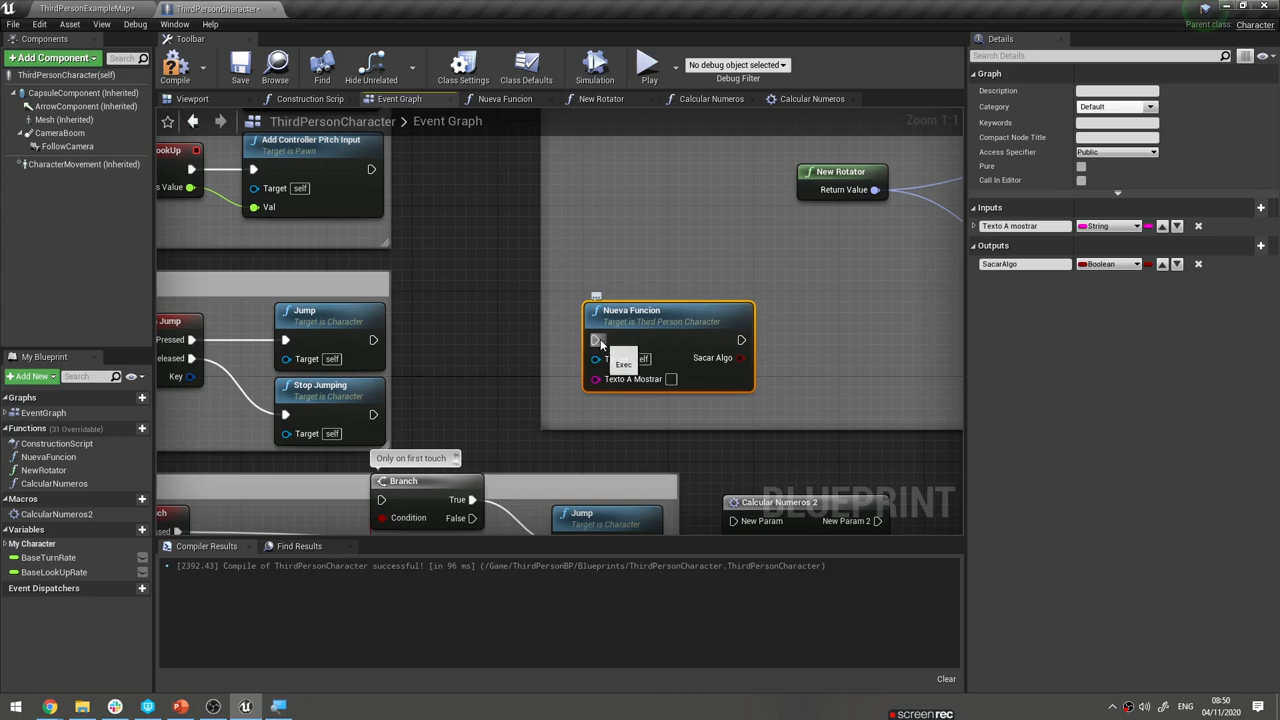 ThirdPersonExampleMap*
ThirdPersonCharacter*
File Edit Asset View Debug Window Help
Parent class: Character
Components
Toolbar
Details
+Add Component
Search
ThirdPersonCharacter(self)
CapsuleComponent (Inherited)
ArrowComponent (Inherited)
Mesh (Inherited)
CameraBoom
FollowCamera
CharacterMovement (Inherited)
Compile
Save
Browse
Find
Hide Unrelated
Class Settings
Class Defaults
Simulation
Play
No debug object selected
Debug Filter
Viewport
Construction Scrip
Event Graph
Nueva Funcion
New Rotator
Calcular Numeros
Calcular Numeros
ThirdPersonCharacter > Event Graph
Zoom 1:1
ookUp
s Value
Add Controller Pitch Input
Target is Pawn
Target self
Val
New Rotator
Return Value
Jump
Pressed
eleased
Key
Jump
Target is Character
Target self
Stop Jumping
Target is Character
Target self
Nueva Funcion
Target is Third Person Character
Exec
elf
Sacar Algo
Texto A Mostrar
Only on first touch
Branch
True
Condition
False
Jump
Target is Character
Calcular Numeros 2
New Param
New Param 2
BLUEPRINT
My Blueprint
+Add New
Search
Graphs
EventGraph
Functions (31 Overridable)
ConstructionScript
NuevaFuncion
NewRotator
CalcularNumeros
Macros
CalcularNumeros2
Variables
My Character
BaseTurnRate
BaseLookUpRate
Event Dispatchers
Compiler Results
Find Results
[2392.43] Compile of ThirdPersonCharacter successful! [in 96 ms] (/Game/ThirdPersonBP/Blueprints/ThirdPersonCharacter.ThirdPersonCharacter)
Clear
Search Details
Graph
Description
Category Default
Keywords
Compact Node Title
Access Specifier Public
Pure
Call In Editor
Inputs
Texto A mostrar String
Outputs
SacarAlgo Boolean
ENG
08:50
04/11/2020
screenrec